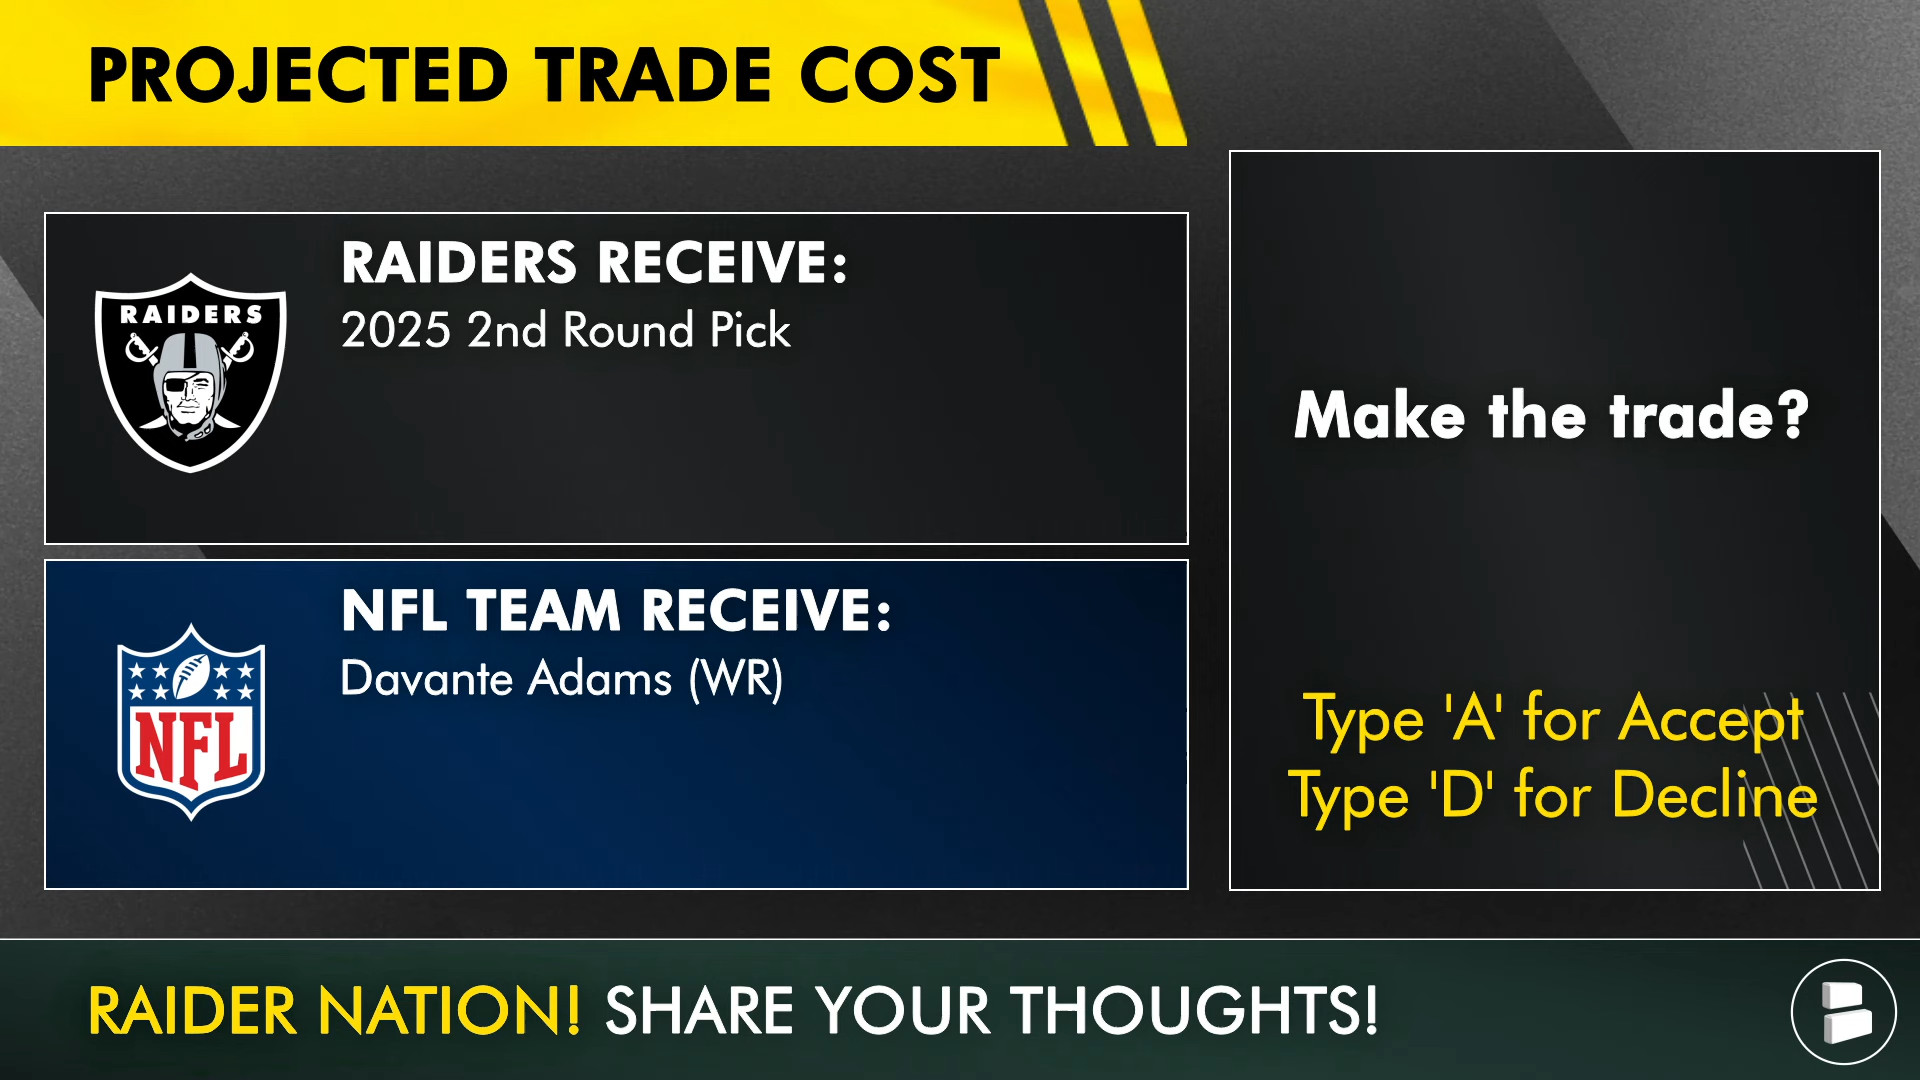 PROJECTED TRADE COST
RAIDERS RECEIVE:
2025 2nd Round Pick
RAIDERS
NFL TEAM RECEIVE:
Davante Adams (WR)
NFL
Make the trade?
Type 'A' for Accept
Type 'D' for Decline
RAIDER NATION! SHARE YOUR THOUGHTS!